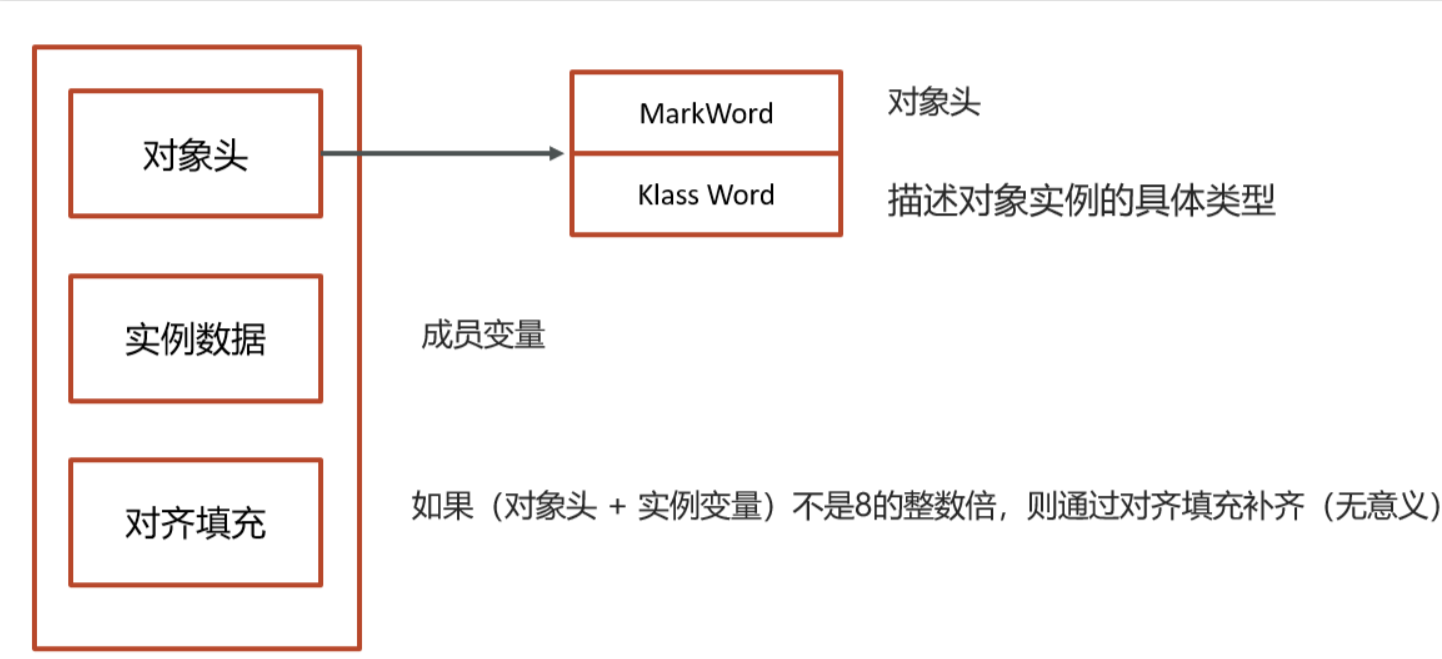 对象头
MarkWord
对象头
Klass Word
描述对象实例的具体类型
实例数据
成员变量
对齐填充
如果（对象头 + 实例变量）不是8的整数倍，则通过对齐填充补齐（无意义）